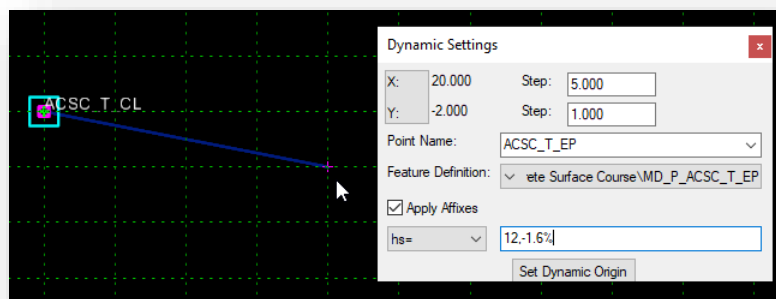 ACSC_T_CL
Dynamic Settings
x
X: 20.000 Step: 5.000
Y: -2.000 Step: 1.000
Point Name: ACSC_T_EP
Feature Definition: ete Surface Course\MD_P_ACSC_T_EP
Apply Affixes
hs= 12,-1.6%
Set Dynamic Origin